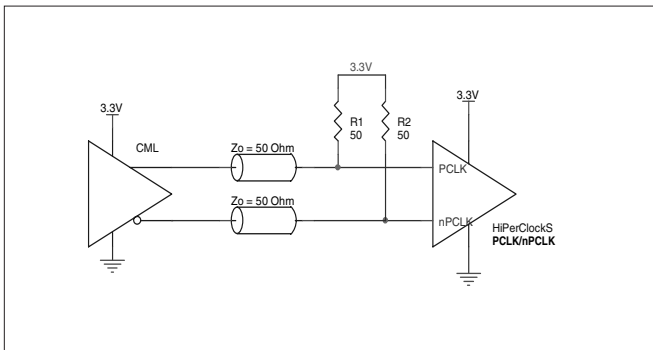 3.3V
3.3V
R1
50
R2
50
3.3V
CML
Zo = 50 Ohm
PCLK
Zo = 50 Ohm
nPCLK
HiPerClockS
PCLK/nPCLK